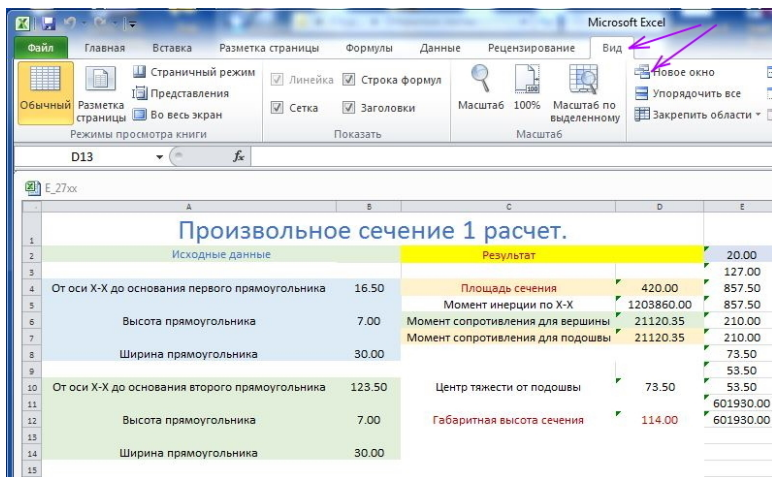 Microsoft Excel
Файл Главная Вставка Разметка страницы Формулы Данные Рецензирование Вид
Обычный Разметка страницы Страничный режим Представления Во весь экран
Режимы просмотра книги
Линейка Строка формул
Сетка Заголовки
Показать
Масштаб 100% Масштаб по выделенному
Масштаб
Новое окно
Упорядочить все
Закрепить области
D13 fx
E_27xx
A B C D E
1 Произвольное сечение 1 расчет.
2 Исходные данные Результат 20.00
3 127.00
4 От оси X-X до основания первого прямоугольника 16.50 Площадь сечения 420.00 857.50
5 Момент инерции по X-X 1203860.00 857.50
6 Высота прямоугольника 7.00 Момент сопротивления для вершины 21120.35 210.00
7 Момент сопротивления для подошвы 21120.35 210.00
8 Ширина прямоугольника 30.00 73.50
9 53.50
10 От оси X-X до основания второго прямоугольника 123.50 Центр тяжести от подошвы 73.50 53.50
11 601930.00
12 Высота прямоугольника 7.00 Габаритная высота сечения 114.00 601930.00
13
14 Ширина прямоугольника 30.00
15